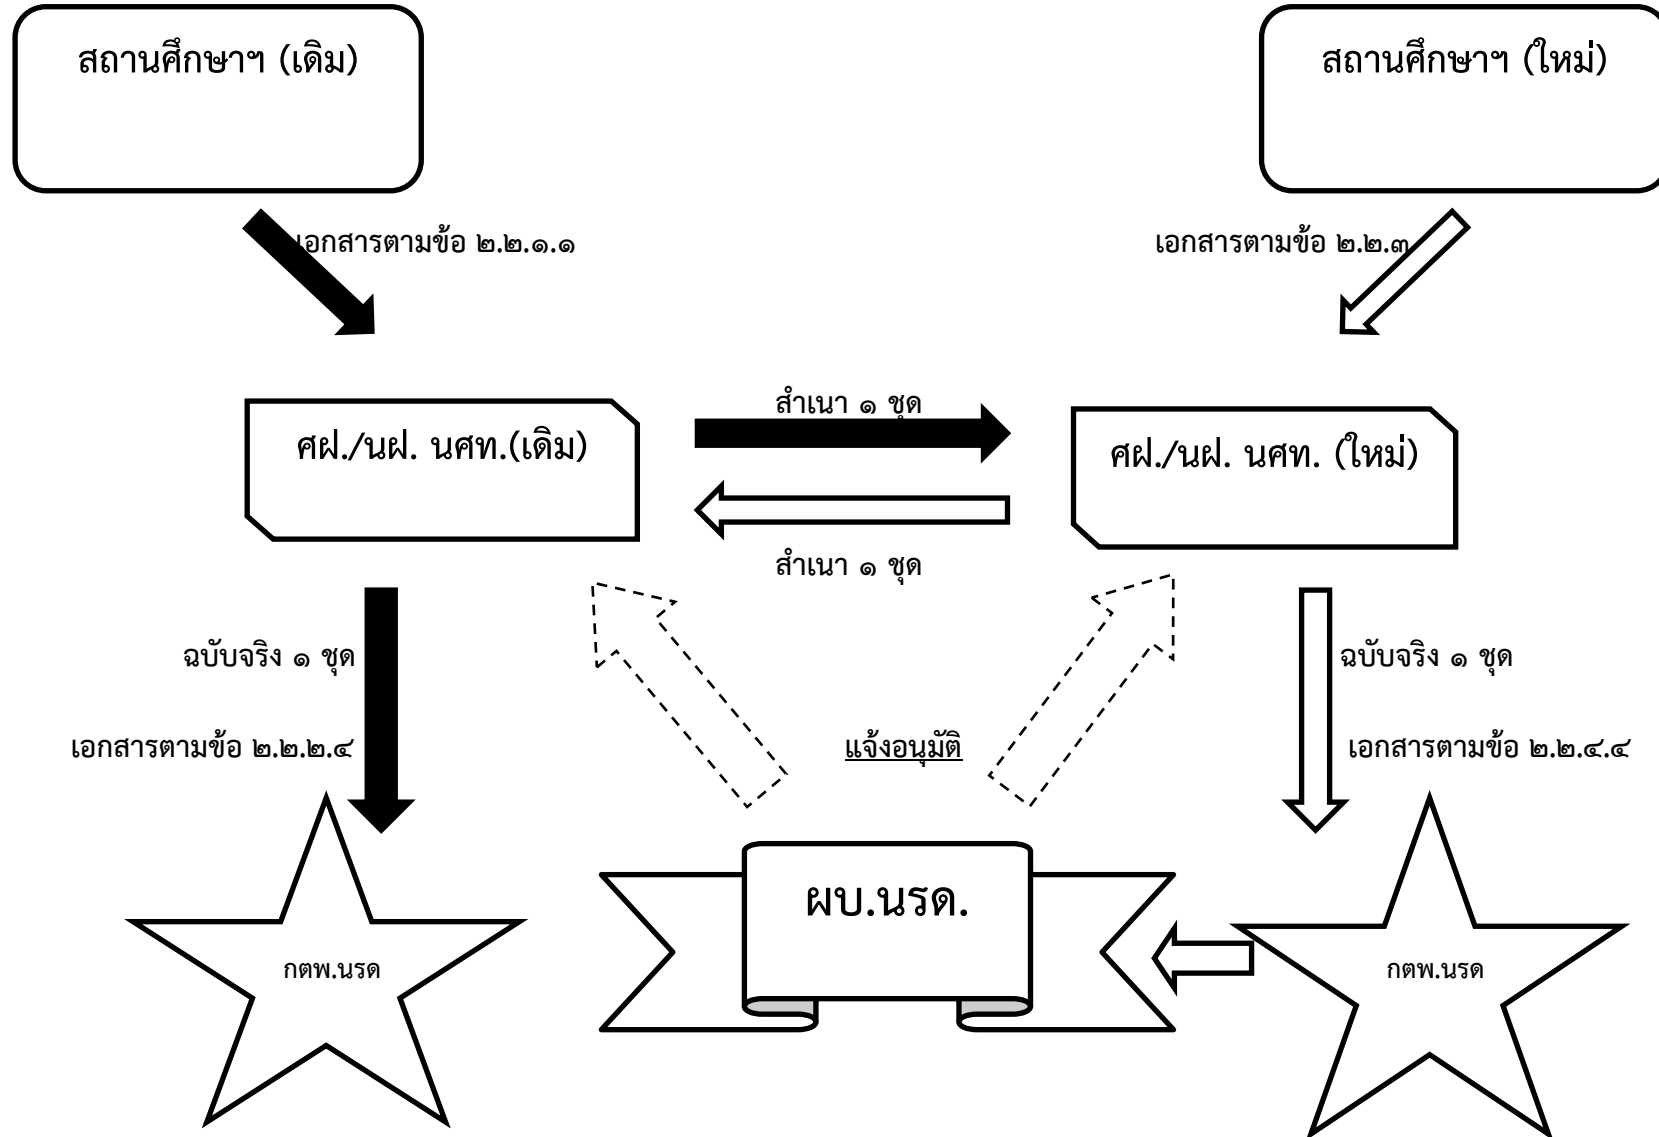 สถานศึกษาฯ (เดิม)
สถานศึกษาฯ (ใหม่)
เอกสารตามข้อ ๒.๒.๑.๑
เอกสารตามข้อ ๒.๒.๓
สำเนา ๑ ชุด
ศฝ./นฝ. นศท.(เดิม)
ศฝ./นฝ. นศท. (ใหม่)
สำเนา ๑ ชุด
ฉบับจริง ๑ ชุด
ฉบับจริง ๑ ชุด
เอกสารตามข้อ ๒.๒.๒.๔
แจ้งอนุมัติ
เอกสารตามข้อ ๒.๒.๔.๔
ผบ.นรด.
กตพ.นรด
กตพ.นรด